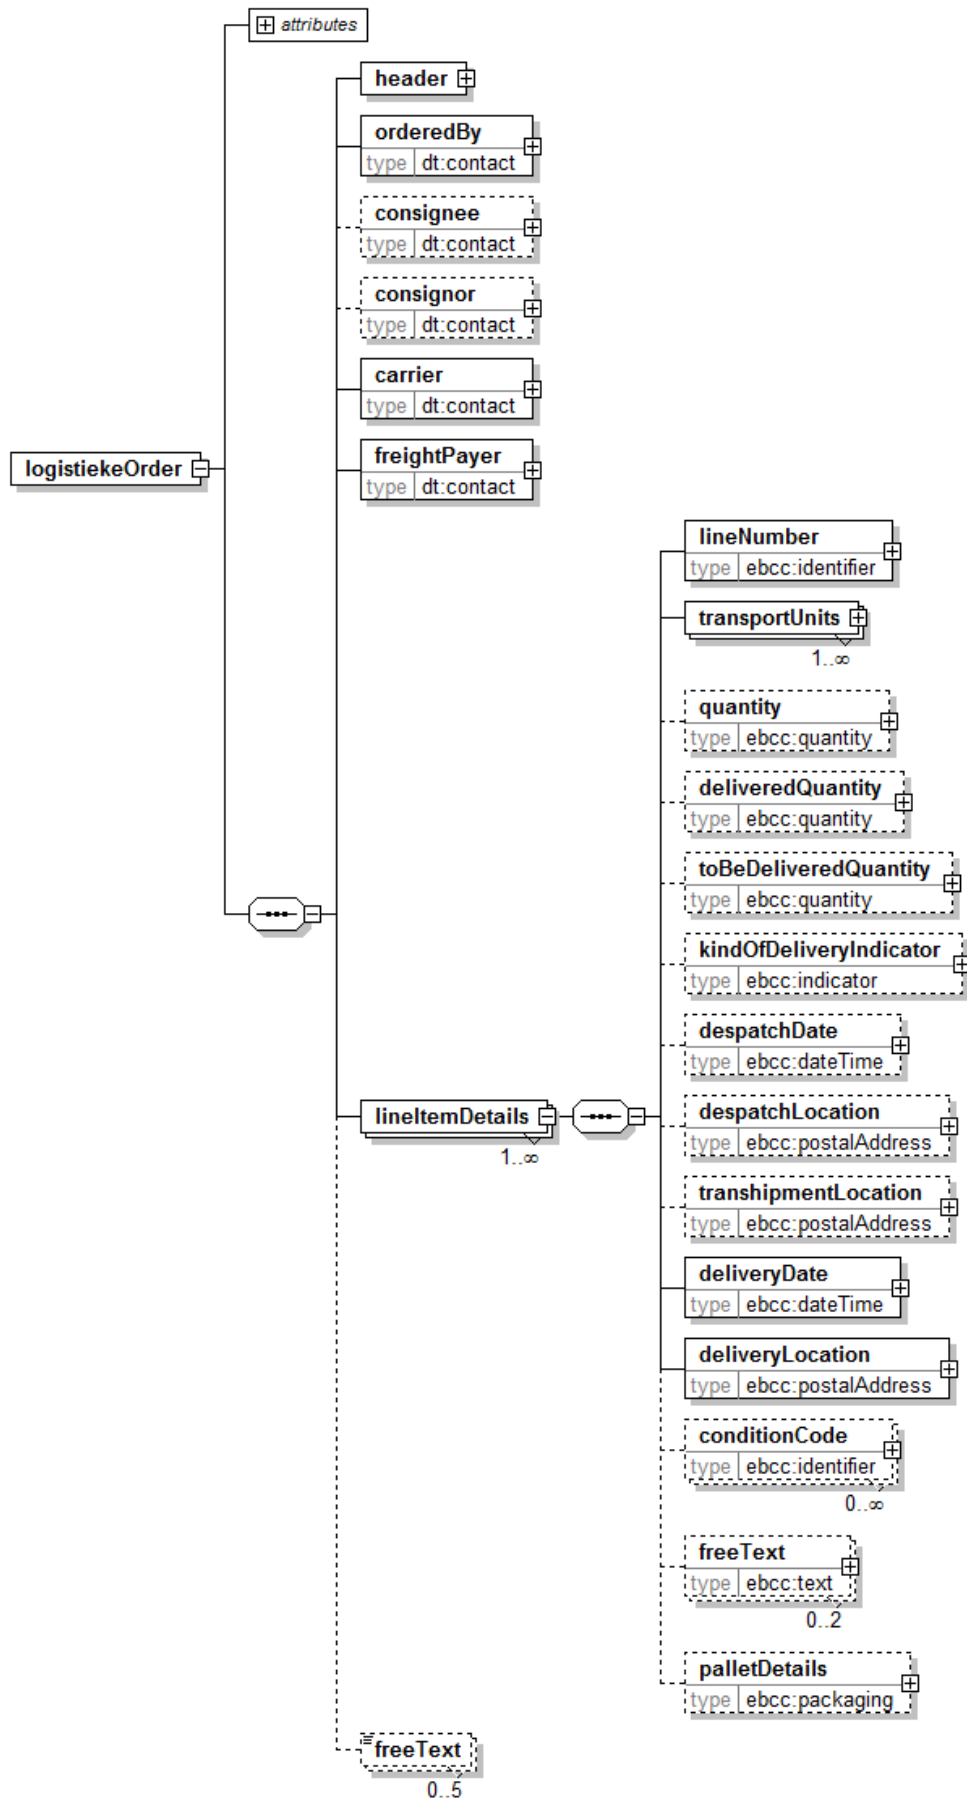 attributes
header
orderedBy
type dt:contact
consignee
type dt:contact
consignor
type dt:contact
carrier
type dt:contact
logistiekeOrder
freightPayer
type dt:contact
lineNumber
type ebcc:identifier
transportUnits
1..∞
quantity
type ebcc:quantity
deliveredQuantity
type ebcc:quantity
toBeDeliveredQuantity
type ebcc:quantity
kindOfDeliveryIndicator
type ebcc:indicator
despatchDate
type ebcc:dateTime
lineItemDetails
1..∞
despatchLocation
type ebcc:postalAddress
transhipmentLocation
type ebcc:postalAddress
deliveryDate
type ebcc:dateTime
deliveryLocation
type ebcc:postalAddress
conditionCode
type ebcc:identifier
0..∞
freeText
type ebcc:text
0..2
palletDetails
type ebcc:packaging
freeText
0..5